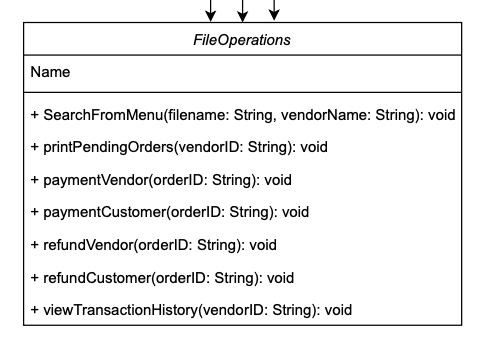 FileOperations
Name
+ SearchFromMenu(filename: String, vendorName: String): void
+ printPendingOrders(vendorID: String): void
+ paymentVendor(orderID: String): void
+ paymentCustomer(orderID: String): void
+ refundVendor(orderID: String): void
+ refundCustomer(orderID: String): void
+ viewTransactionHistory(vendorID: String): void